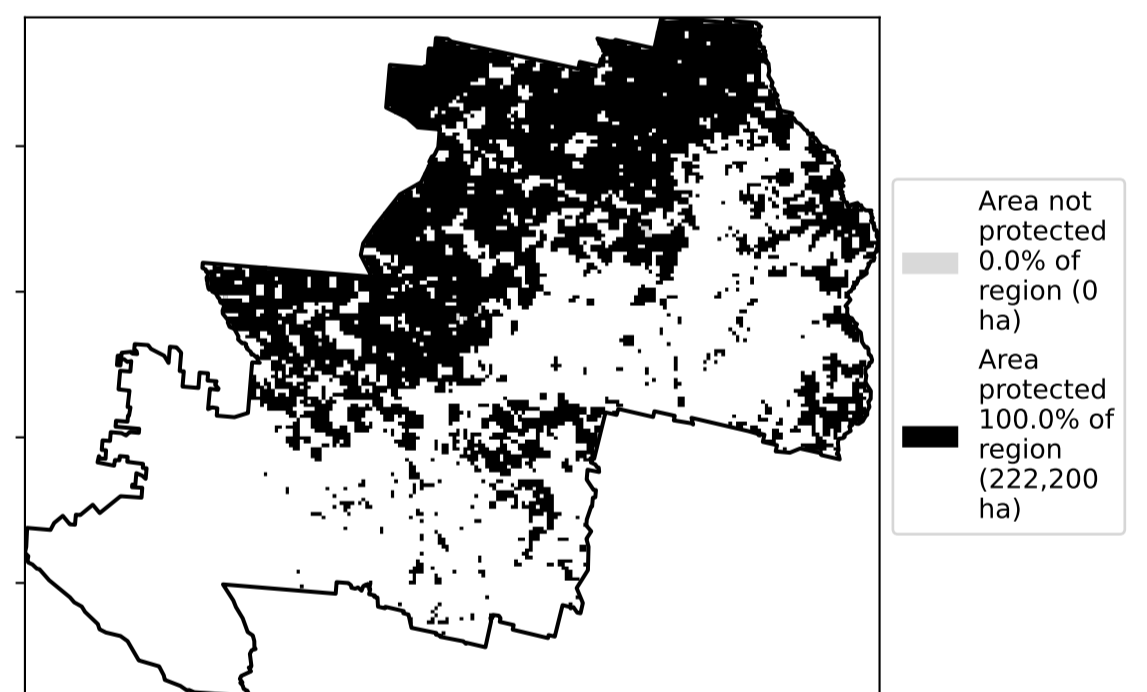 Area not
protected
0.0% of
region (0
ha)
Area
protected
100.0% of
region
(222,200
ha)